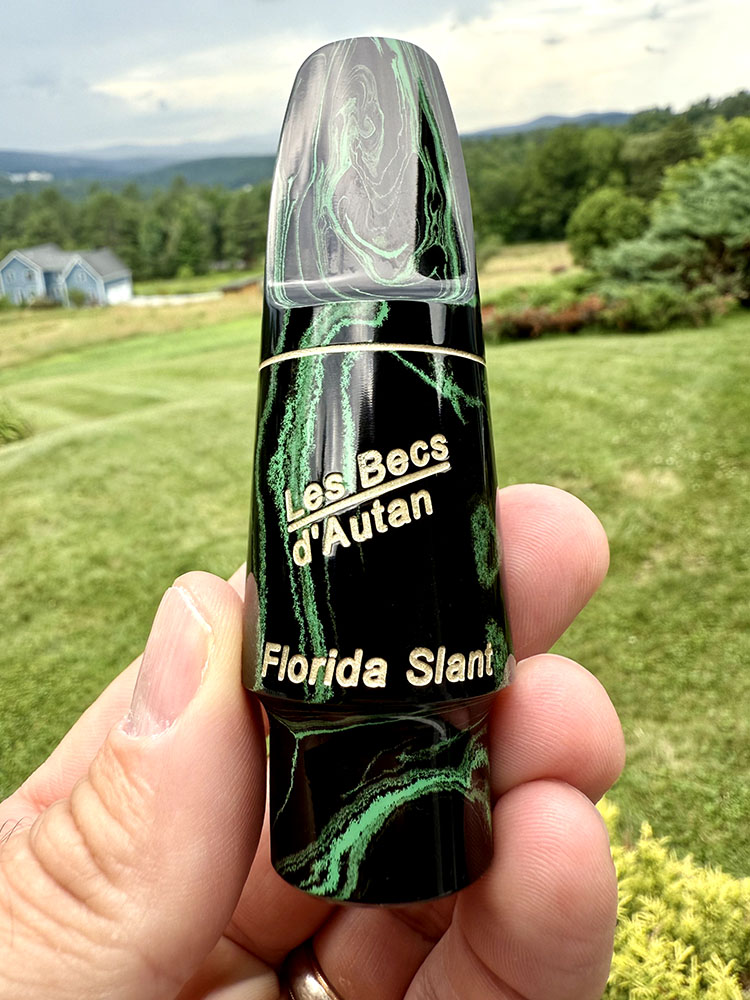 Les Becs
d'Autan
Florida Slant